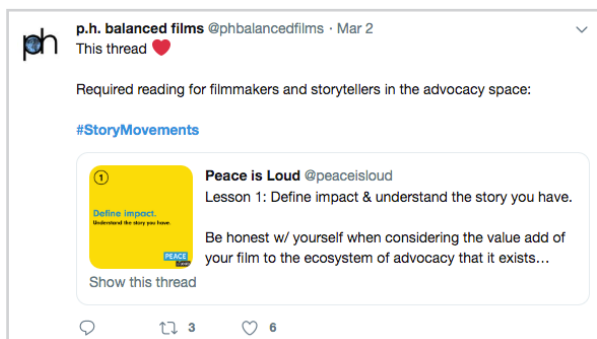 ph
p.h. balanced films @phbalancedfilms · Mar 2
This thread ❤️
Required reading for filmmakers and storytellers in the advocacy space:
#StoryMovements
1
Define impact.
Understand the story you have.
PEACE
Peace is Loud @peaceisloud
Lesson 1: Define impact & understand the story you have.
Be honest w/ yourself when considering the value add of
your film to the ecosystem of advocacy that it exists...
Show this thread
3
6